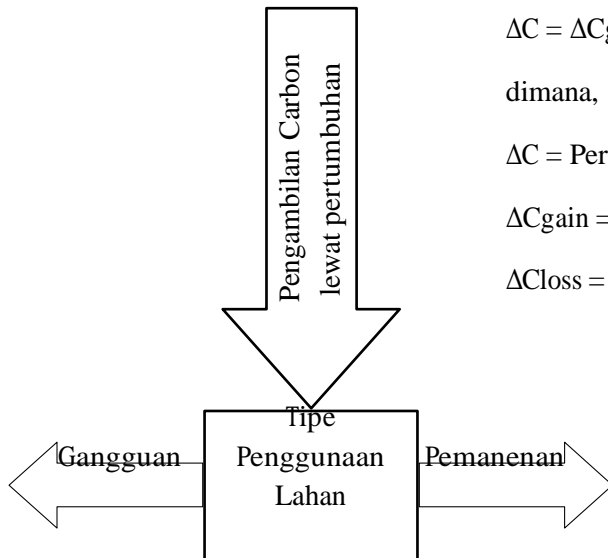 ΔC = ΔCg
dimana,
ΔC = Per
ΔCgain =
ΔCloss =
Pengambilan Carbon
lewat pertumbuhan
Tipe
Penggunaan
Lahan
Gangguan
Pemanenan